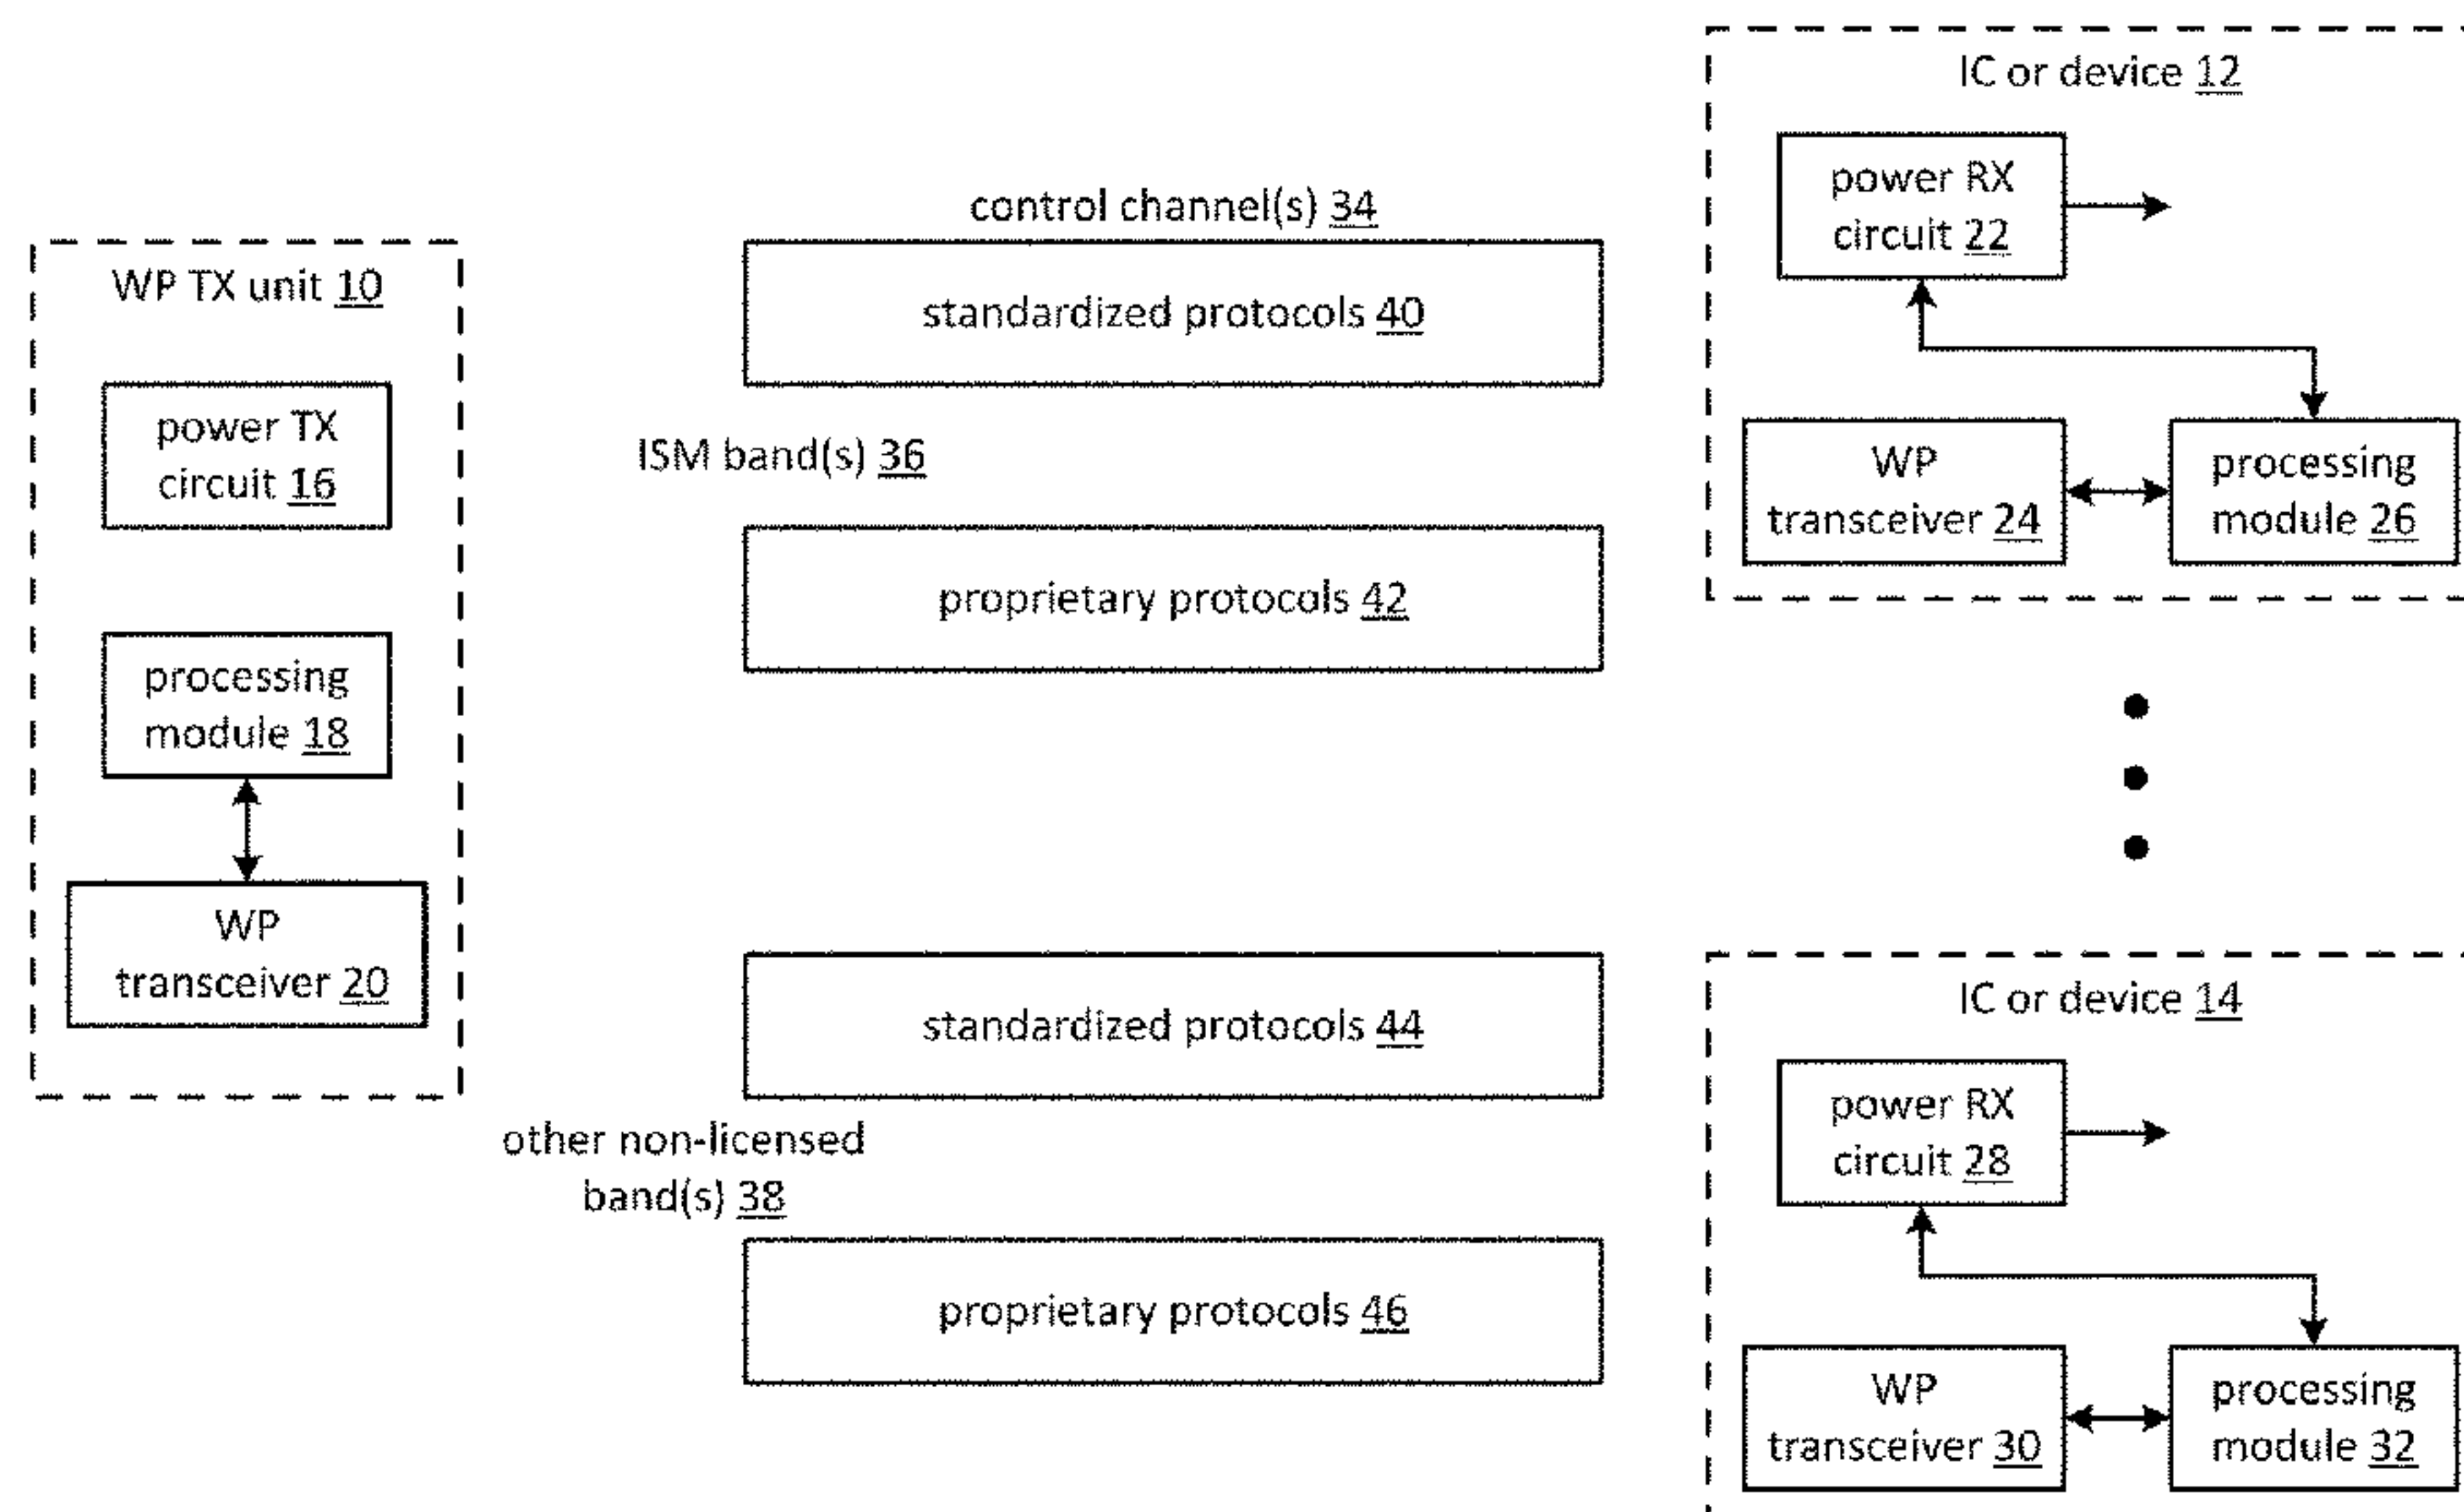 WP TX unit 10
power TX
circuit 16
processing
module 18
WP
transceiver 20
control channel(s) 34
standardized protocols 40
ISM band(s) 36
proprietary protocols 42
standardized protocols 44
other non-licensed
band(s) 38
proprietary protocols 46
IC or device 12
power RX
circuit 22
WP
transceiver 24
processing
module 26
IC or device 14
power RX
circuit 28
WP
transceiver 30
processing
module 32